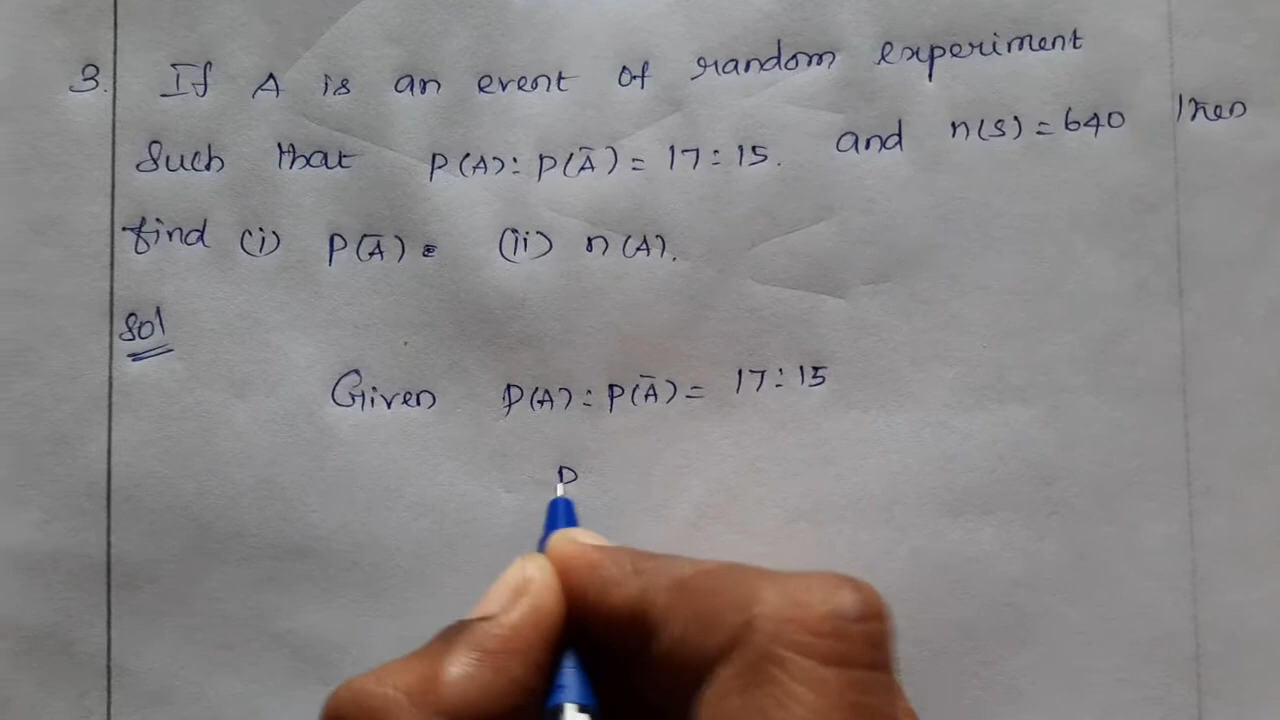 3. If A is an event of random experiment
Such that P(A) : P(Ā) = 17 : 15. and n(S) = 640 then
find (i) P(Ā) = (ii) n(A).
Sol
Given P(A) : P(Ā) = 17 : 15
P